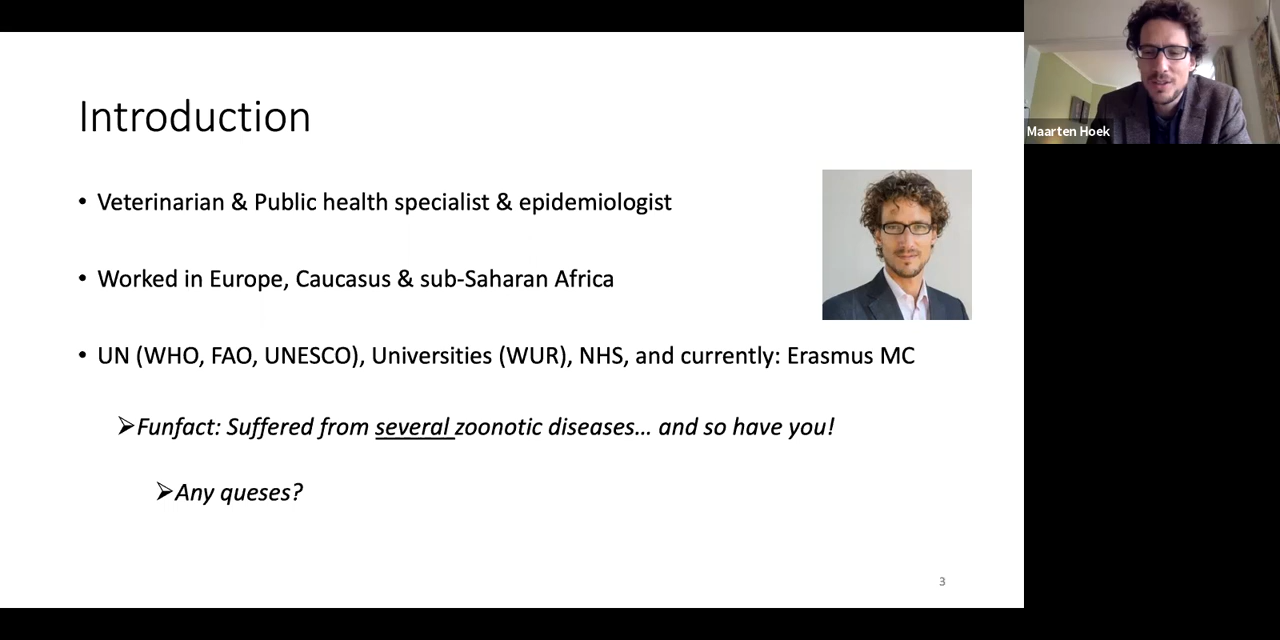 Introduction
• Veterinarian & Public health specialist & epidemiologist
• Worked in Europe, Caucasus & sub-Saharan Africa
• UN (WHO, FAO, UNESCO), Universities (WUR), NHS, and currently: Erasmus MC
➢Funfact: Suffered from several zoonotic diseases... and so have you!
➢Any queses?
3
Maarten Hoek